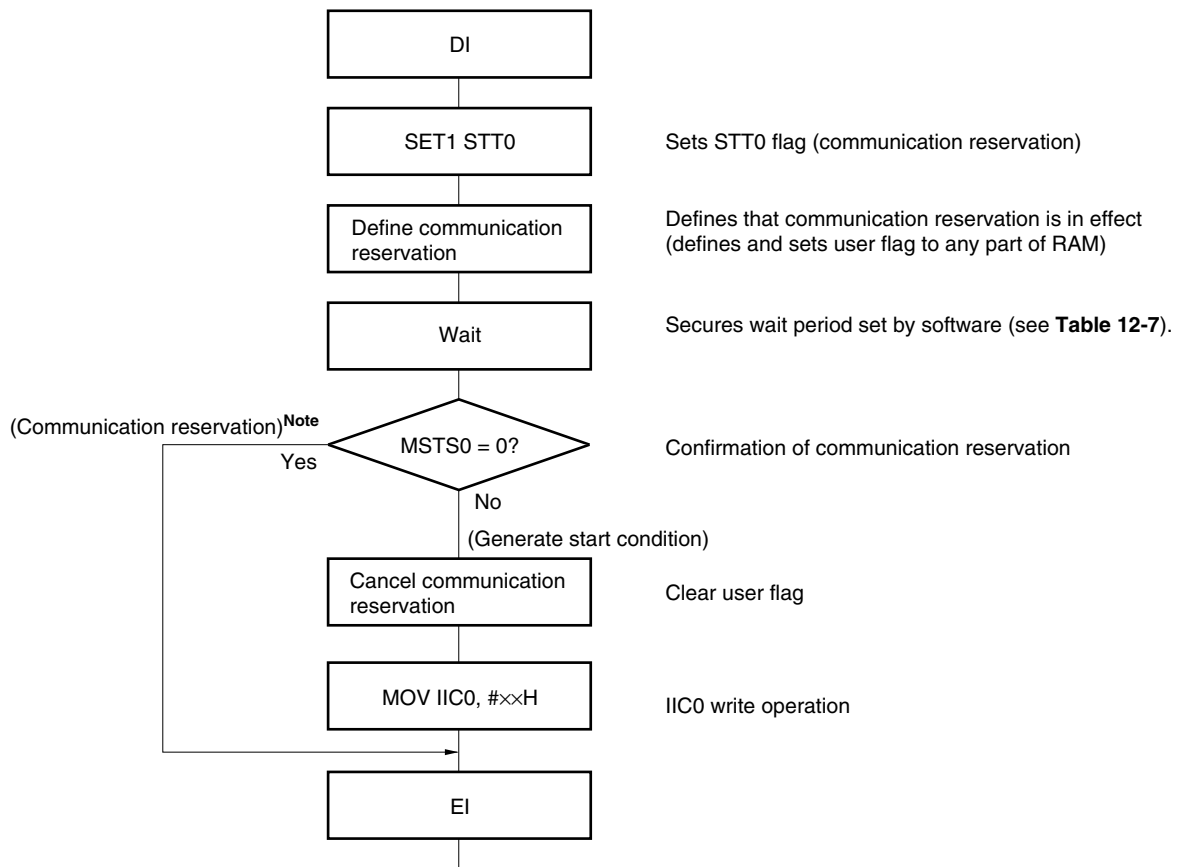 DI
SET1 STT0
Sets STT0 flag (communication reservation)
Define communication
reservation
Defines that communication reservation is in effect
(defines and sets user flag to any part of RAM)
Wait
Secures wait period set by software (see Table 12-7).
(Communication reservation)Note
MSTS0 = 0?
Confirmation of communication reservation
Yes
No
(Generate start condition)
Cancel communication
reservation
Clear user flag
MOV IIC0, #××H
IIC0 write operation
EI